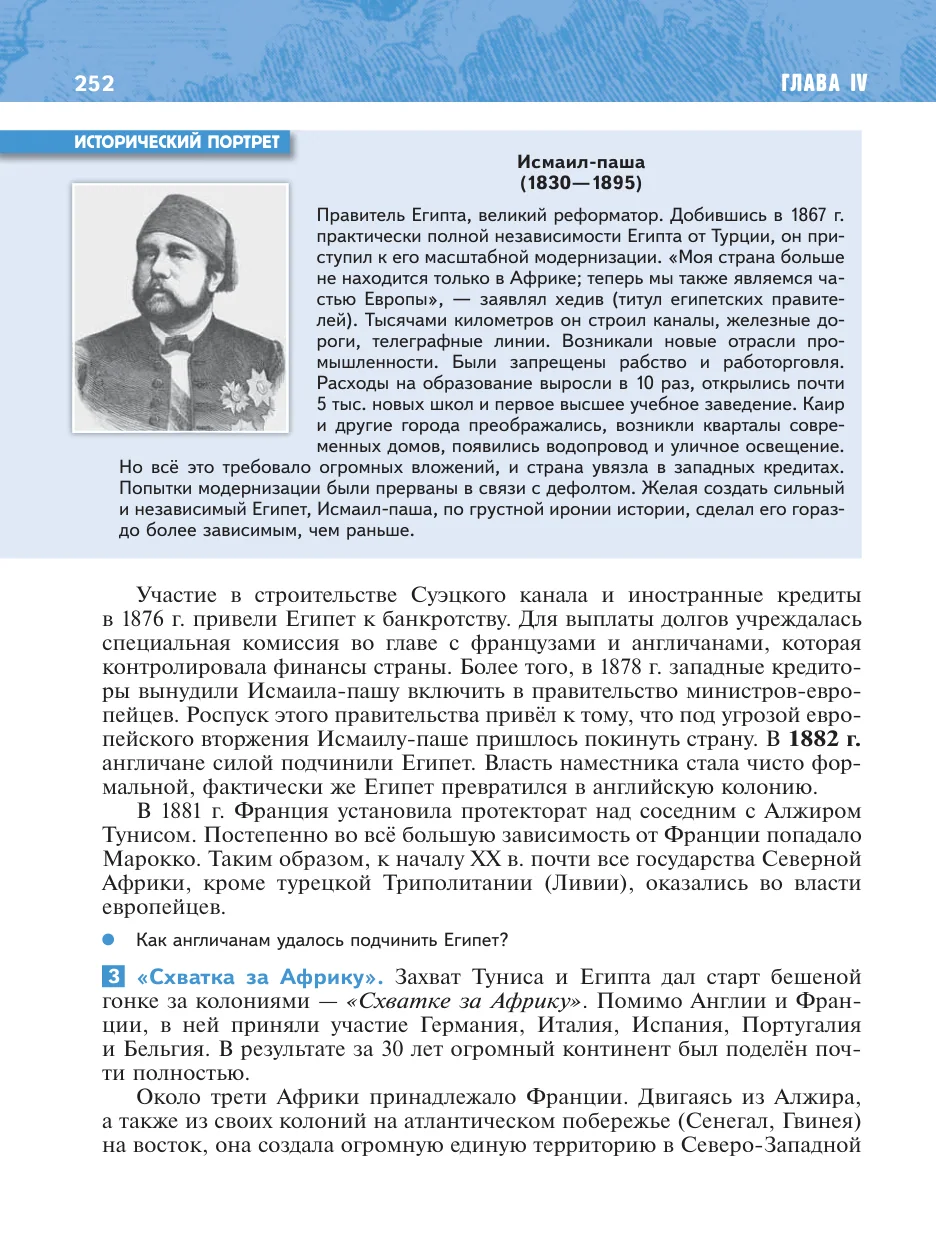 252
ГЛАВА IV
ИСТОРИЧЕСКИЙ ПОРТРЕТ
Исмаил-паша
(1830—1895)
Правитель Египта, великий реформатор. Добившись в 1867 г.
практически полной независимости Египта от Турции, он при-
ступил к его масштабной модернизации. «Моя страна больше
не находится только в Африке; теперь мы также являемся ча-
стью Европы», — заявлял хедив (титул египетских правите-
лей). Тысячами километров он строил каналы, железные до-
роги, телеграфные линии. Возникали новые отрасли про-
мышленности. Были запрещены рабство и работорговля.
Расходы на образование выросли в 10 раз, открылись почти
5 тыс. новых школ и первое высшее учебное заведение. Каир
и другие города преображались, возникли кварталы совре-
менных домов, появились водопровод и уличное освещение.
Но всё это требовало огромных вложений, и страна увязла в западных кредитах.
Попытки модернизации были прерваны в связи с дефолтом. Желая создать сильный
и независимый Египет, Исмаил-паша, по грустной иронии истории, сделал его гораз-
до более зависимым, чем раньше.
Участие в строительстве Суэцкого канала и иностранные кредиты
в 1876 г. привели Египет к банкротству. Для выплаты долгов учреждалась
специальная комиссия во главе с французами и англичанами, которая
контролировала финансы страны. Более того, в 1878 г. западные кредито-
ры вынудили Исмаила-пашу включить в правительство министров-евро-
пейцев. Роспуск этого правительства привёл к тому, что под угрозой евро-
пейского вторжения Исмаилу-паше пришлось покинуть страну. В 1882 г.
англичане силой подчинили Египет. Власть наместника стала чисто фор-
мальной, фактически же Египет превратился в английскую колонию.
В 1881 г. Франция установила протекторат над соседним с Алжиром
Тунисом. Постепенно во всё большую зависимость от Франции попадало
Марокко. Таким образом, к началу XX в. почти все государства Северной
Африки, кроме турецкой Триполитании (Ливии), оказались во власти
европейцев.
● Как англичанам удалось подчинить Египет?
3 «Схватка за Африку». Захват Туниса и Египта дал старт бешеной
гонке за колониями — «Схватке за Африку». Помимо Англии и Фран-
ции, в ней приняли участие Германия, Италия, Испания, Португалия
и Бельгия. В результате за 30 лет огромный континент был поделён поч-
ти полностью.
Около трети Африки принадлежало Франции. Двигаясь из Алжира,
а также из своих колоний на атлантическом побережье (Сенегал, Гвинея)
на восток, она создала огромную единую территорию в Северо-Западной